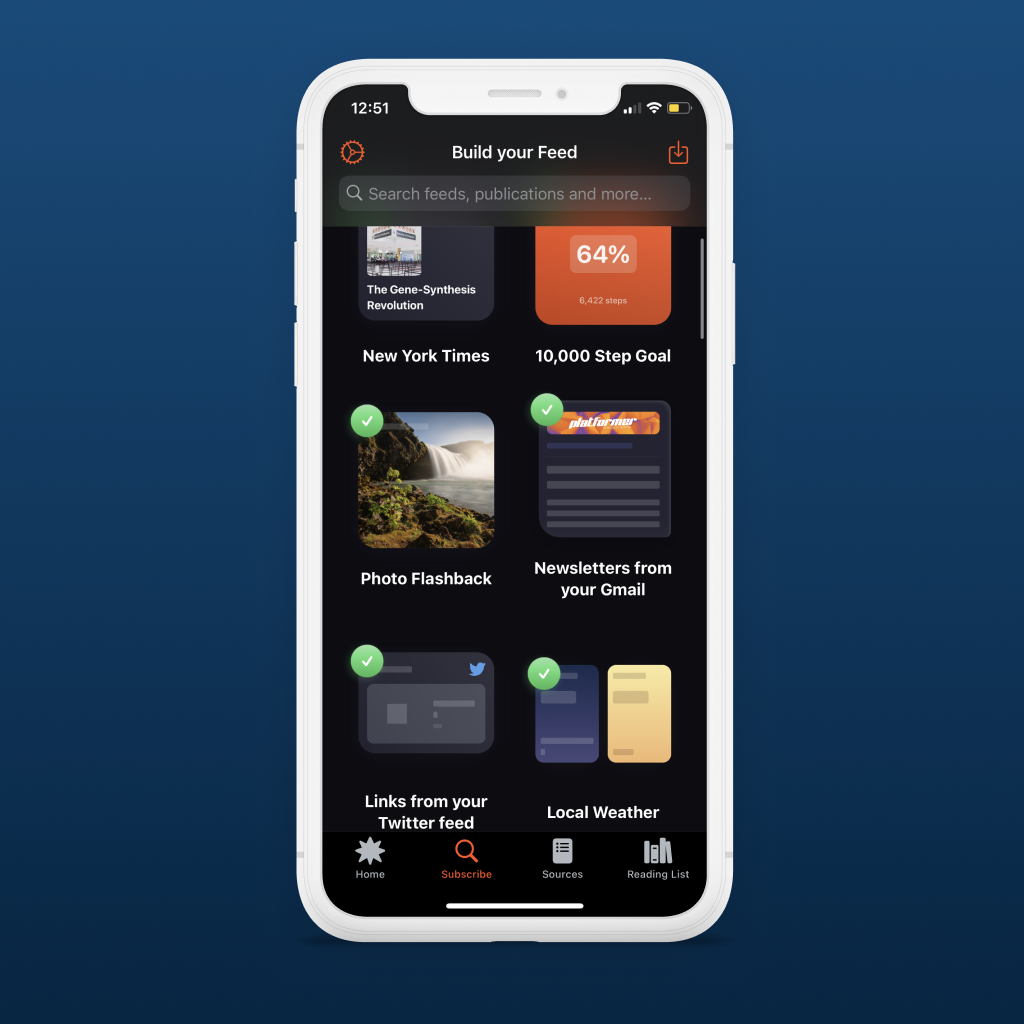 12:51
Build your Feed
Search feeds, publications and more...
The Gene-Synthesis
Revolution
64%
6,422 steps
New York Times
10,000 Step Goal
platformer
Photo Flashback
Newsletters from
your Gmail
Links from your
Twitter feed
Local Weather
Home
Subscribe
Sources
Reading List